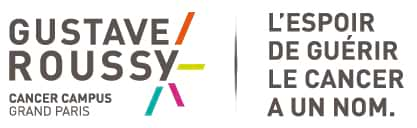 GUSTAVE
ROUSSY
CANCER CAMPUS
GRAND PARIS
L'ESPOIR
DE GUÉRIR
LE CANCER
A UN NOM.